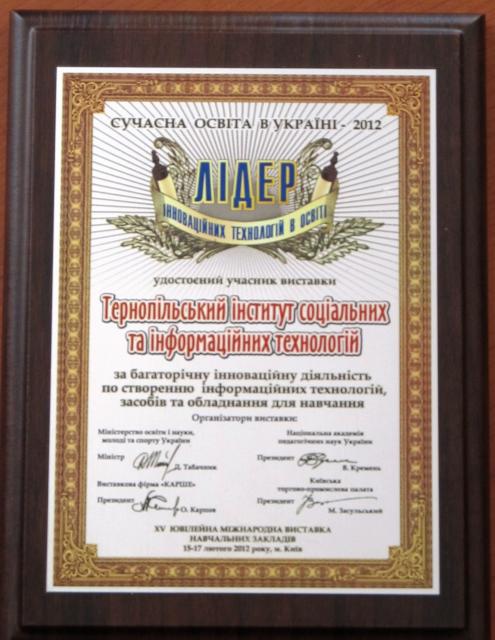 СУЧАСНА ОСВІТА В УКРАЇНІ - 2012
ЛІДЕР
ІННОВАЦІЙНИХ ТЕХНОЛОГІЙ В ОСВІТІ
удостоєний учасник виставки
Тернопільський інститут соціальних
та інформаційних технологій
за багаторічну інноваційну діяльність
по створенню інформаційних технологій,
засобів та обладнання для навчання
Організатори виставки:
Міністерство освіти і науки,
молоді та спорту України
Міністр Д. Табачник
Національна академія
педагогічних наук України
Президент В. Кремень
Виставкова фірма «КАРШЕ»
Президент О. Карпов
Київська
торгово-промислова палата
Президент М. Засульський
XV ЮВІЛЕЙНА МІЖНАРОДНА ВИСТАВКА
НАВЧАЛЬНИХ ЗАКЛАДІВ
15-17 лютого 2012 року, м. Київ